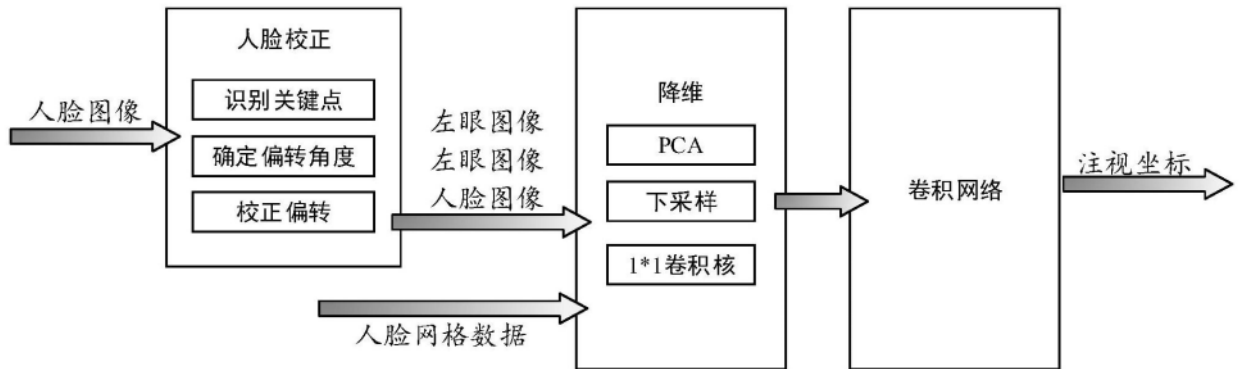 人脸图像
人脸校正
识别关键点
确定偏转角度
校正偏转
左眼图像
左眼图像
人脸图像
人脸网格数据
降维
PCA
下采样
1*1卷积核
卷积网络
注视坐标